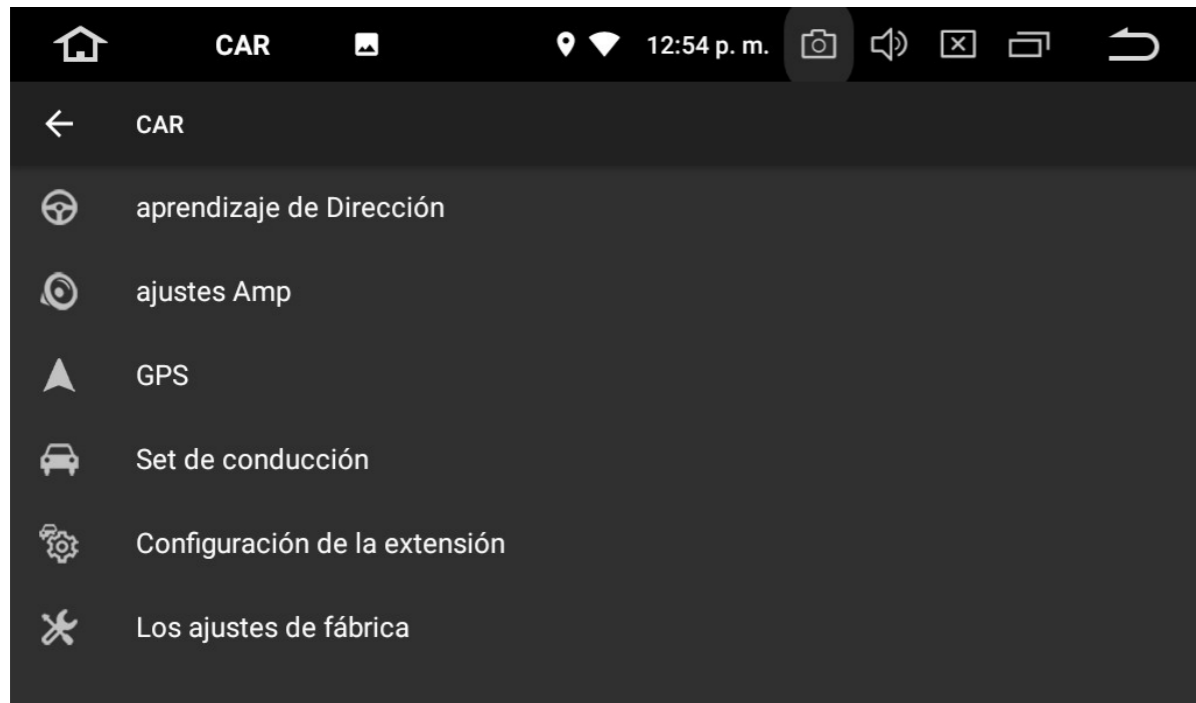 CAR 12:54 p. m.
CAR
aprendizaje de Dirección
ajustes Amp
GPS
Set de conducción
Configuración de la extensión
Los ajustes de fábrica